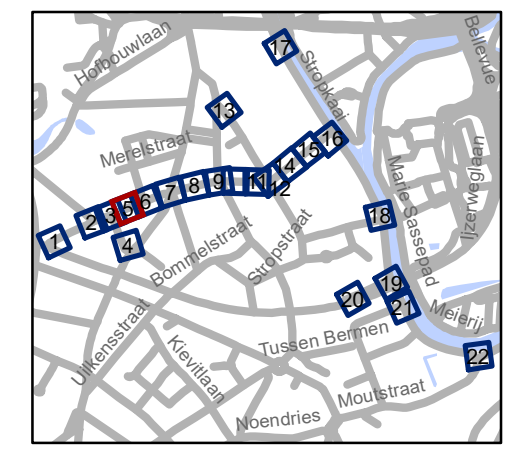 Hofbouwlaan
17
Stropkaai
Bellevue
13
Merelstraat
16
15
14
Ijzerweglaan
Marie Sassepad
1
2
3
5
6
7
8
9
11
12
4
18
Bommelstraat
Stropstraat
19
20
21
Meierij
Uilkensstraat
Kievitlaan
Tussen Bermen
22
Moutstraat
Noendries